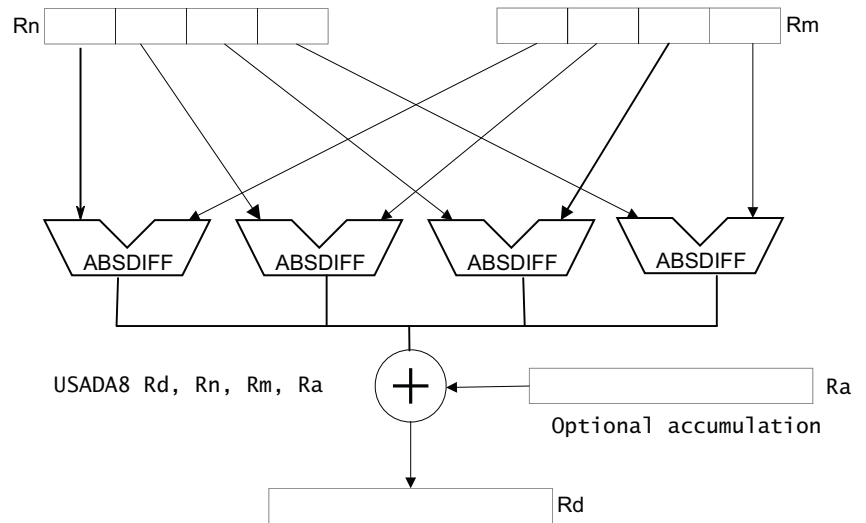 Rn
Rm
ABSDIFF
ABSDIFF
ABSDIFF
ABSDIFF
USADA8 Rd, Rn, Rm, Ra
+
Ra
Optional accumulation
Rd